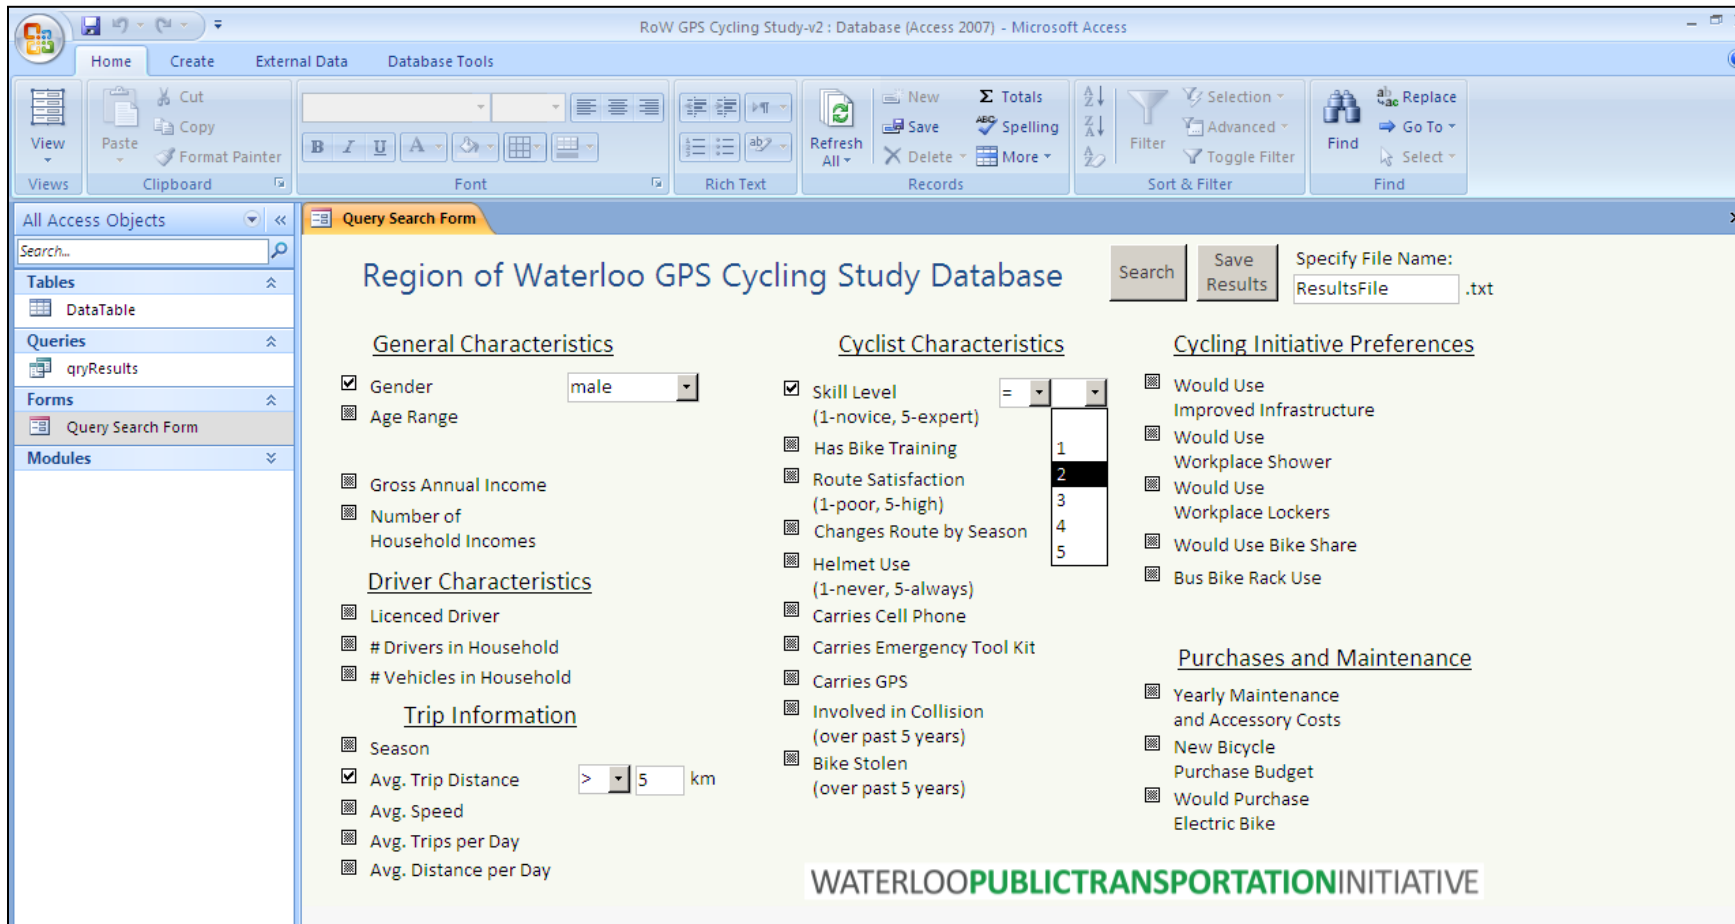 RoW GPS Cycling Study-v2 : Database (Access 2007) - Microsoft Access
Home Create External Data Database Tools
View
Views
Paste
Cut
Copy
Format Painter
Clipboard
B I U A
Font
ab
Rich Text
Refresh
All
New
Save
Delete
Σ Totals
ABC Spelling
More
Records
A Z
Z A
A Z
Filter
Selection
Advanced
Toggle Filter
Sort & Filter
Find
ab ac Replace
Go To
Select
Find
All Access Objects «
Search...
Tables
DataTable
Queries
qryResults
Forms
Query Search Form
Modules
Query Search Form
Region of Waterloo GPS Cycling Study Database
Search
Save
Results
Specify File Name:
ResultsFile .txt
General Characteristics
Gender male
Age Range
Gross Annual Income
Number of
Household Incomes
Driver Characteristics
Licenced Driver
# Drivers in Household
# Vehicles in Household
Trip Information
Season
Avg. Trip Distance > 5 km
Avg. Speed
Avg. Trips per Day
Avg. Distance per Day
Cyclist Characteristics
Skill Level =
(1-novice, 5-expert)
1
2
3
4
5
Has Bike Training
Route Satisfaction
(1-poor, 5-high)
Changes Route by Season
Helmet Use
(1-never, 5-always)
Carries Cell Phone
Carries Emergency Tool Kit
Carries GPS
Involved in Collision
(over past 5 years)
Bike Stolen
(over past 5 years)
Cycling Initiative Preferences
Would Use
Improved Infrastructure
Would Use
Workplace Shower
Would Use
Workplace Lockers
Would Use Bike Share
Bus Bike Rack Use
Purchases and Maintenance
Yearly Maintenance
and Accessory Costs
New Bicycle
Purchase Budget
Would Purchase
Electric Bike
WATERLOOPUBLICTRANSPORTATIONINITIATIVE